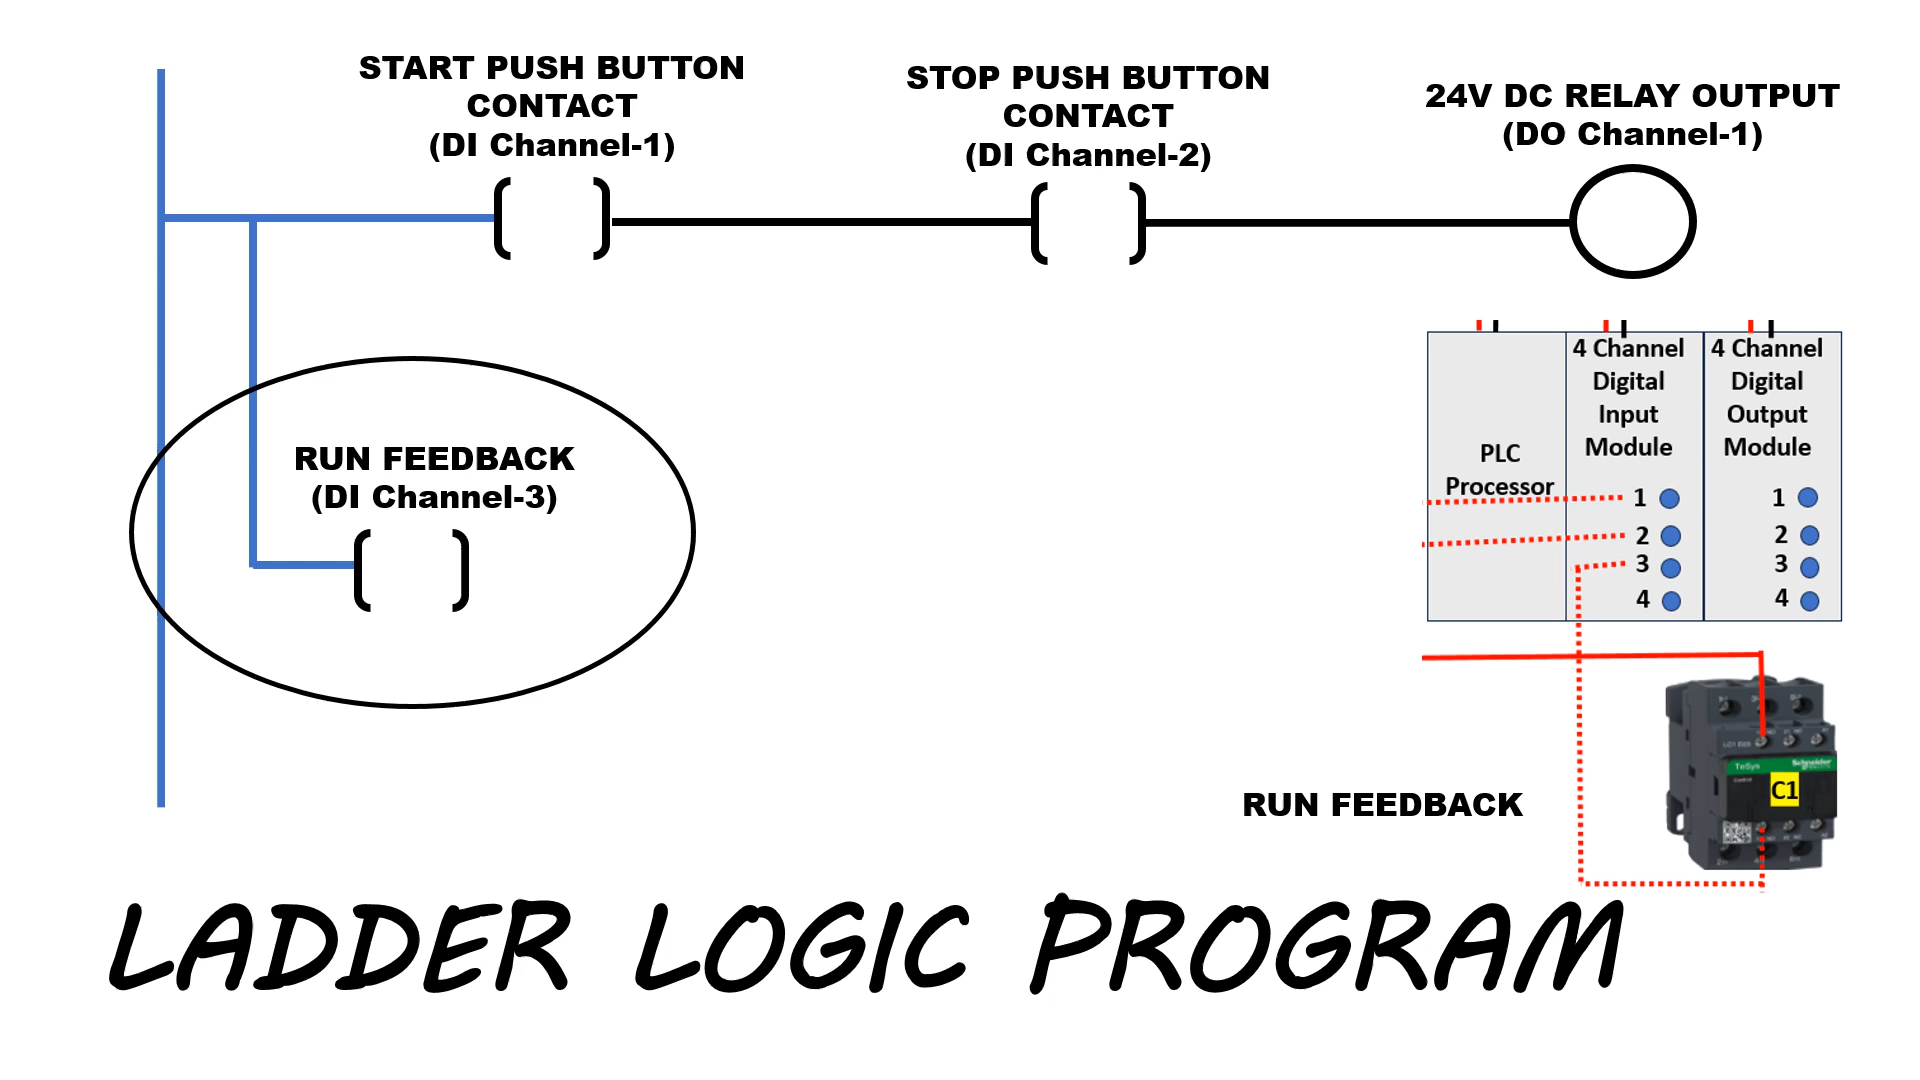 START PUSH BUTTON
CONTACT
(DI Channel-1)
STOP PUSH BUTTON
CONTACT
(DI Channel-2)
24V DC RELAY OUTPUT
(DO Channel-1)
RUN FEEDBACK
(DI Channel-3)
PLC
Processor
4 Channel
Digital
Input
Module
1
2
3
4
4 Channel
Digital
Output
Module
1
2
3
4
RUN FEEDBACK
TeSys
Schneider
C1
LADDER LOGIC PROGRAM